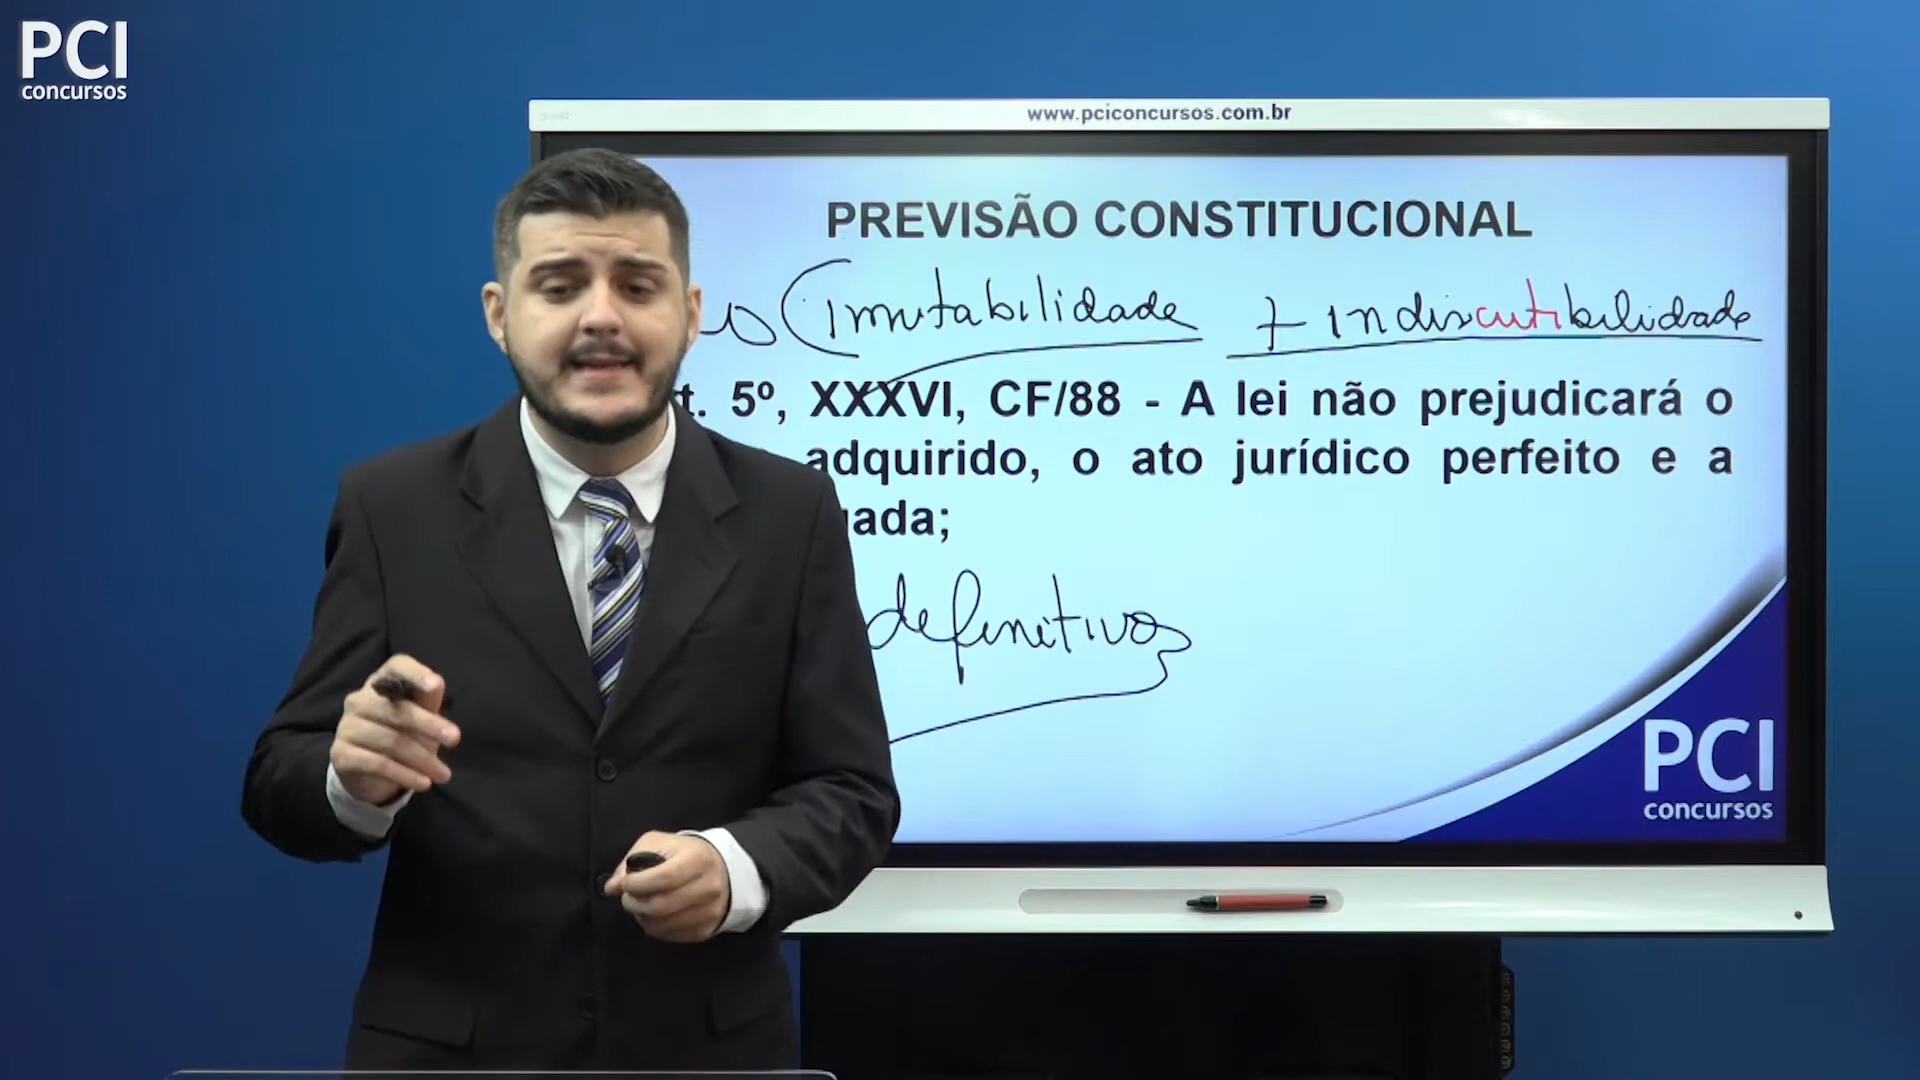 PCI
concursos
www.pciconcursos.com.br
PREVISÃO CONSTITUCIONAL
(imutabilidade + indiscutibilidade
5º, XXXVI, CF/88 - A lei não prejudicará o
adquirido, o ato jurídico perfeito e a
definitivo
PCI
concursos